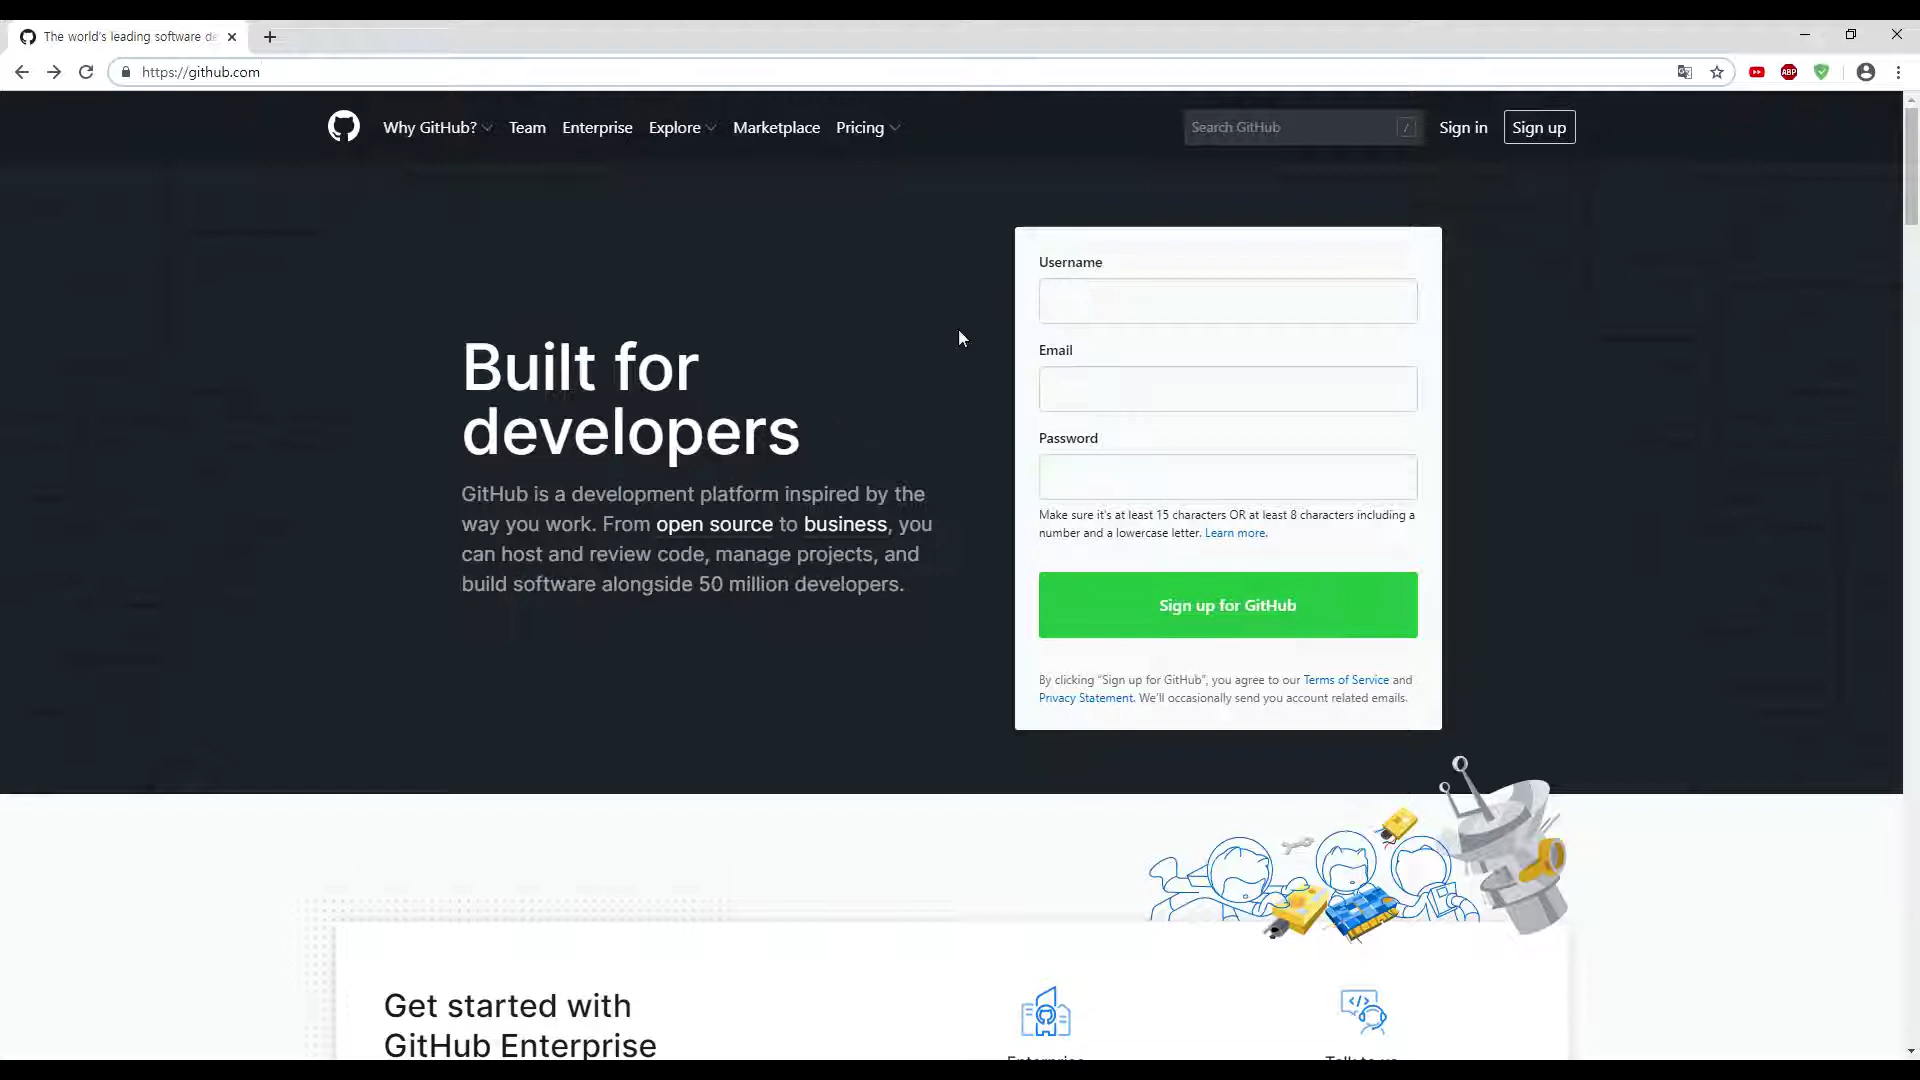 The world's leading software de
https://github.com
ABP
Why GitHub? Team Enterprise Explore Marketplace Pricing
Search GitHub /
Sign in
Sign up
Built for
developers
GitHub is a development platform inspired by the
way you work. From open source to business, you
can host and review code, manage projects, and
build software alongside 50 million developers.
Username
Email
Password
Make sure it's at least 15 characters OR at least 8 characters including a
number and a lowercase letter. Learn more.
Sign up for GitHub
By clicking “Sign up for GitHub”, you agree to our Terms of Service and
Privacy Statement. We'll occasionally send you account related emails.
Get started with
GitHub Enterprise
Enterprise
Talk to us